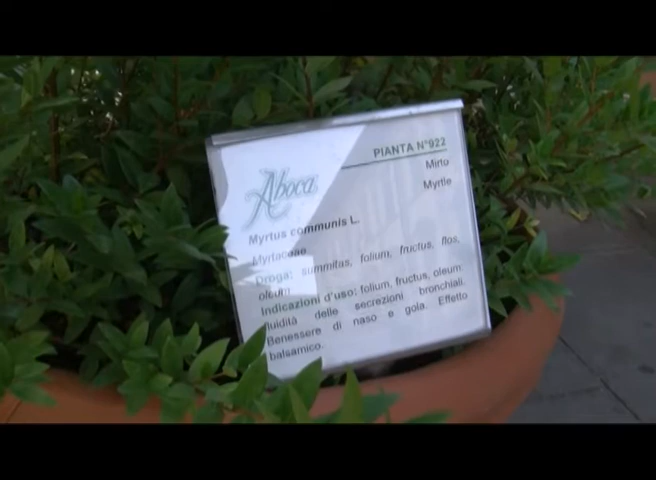 Aboca
PIANTA N°922
Mirto
Myrtle
Myrtus communis L.
Myrtaceae
Droga: summitas, folium, fructus, flos,
oleum
Indicazioni d'uso: folium, fructus, oleum:
fluidità delle secrezioni bronchiali.
Benessere di naso e gola. Effetto
balsamico.